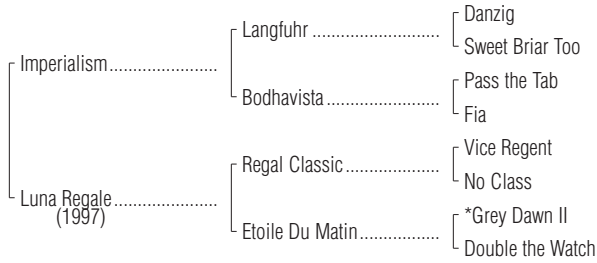 Danzig
Langfuhr ....................
Sweet Briar Too
Imperialism.................
Pass the Tab
Bodhavista ..................
Fia
Vice Regent
Regal Classic ...............
No Class
Luna Regale ................
(1997)
*Grey Dawn II
Etoile Du Matin.............
Double the Watch